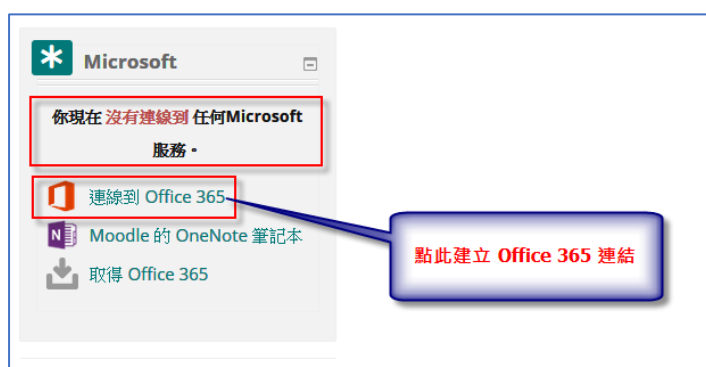 Microsoft
你現在 沒有連線到 任何Microsoft
服務。
連線到 Office 365
N
Moodle 的 OneNote 筆記本
取得 Office 365
點此建立 Office 365 連結